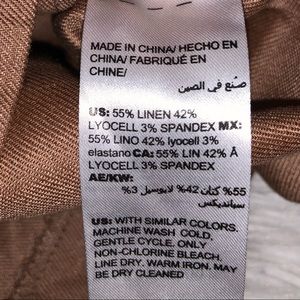 MADE IN CHINA/ HECHO EN
CHINA/ FABRIQUÉ EN
CHINE/
صنع في الصين
US: 55% LINEN 42%
LYOCELL 3% SPANDEX MX:
55% LINO 42% lyocell 3%
elastano CA: 55% LIN 42% Â
LYOCELL 3% SPANDEX
AE/KW:
55% كتان 42% لايوسيل 3%
سبانديكس
US: WITH SIMILAR COLORS.
MACHINE WASH COLD,
GENTLE CYCLE. ONLY
NON-CHLORINE BLEACH.
LINE DRY. WARM IRON. MAY
BE DRY CLEANED